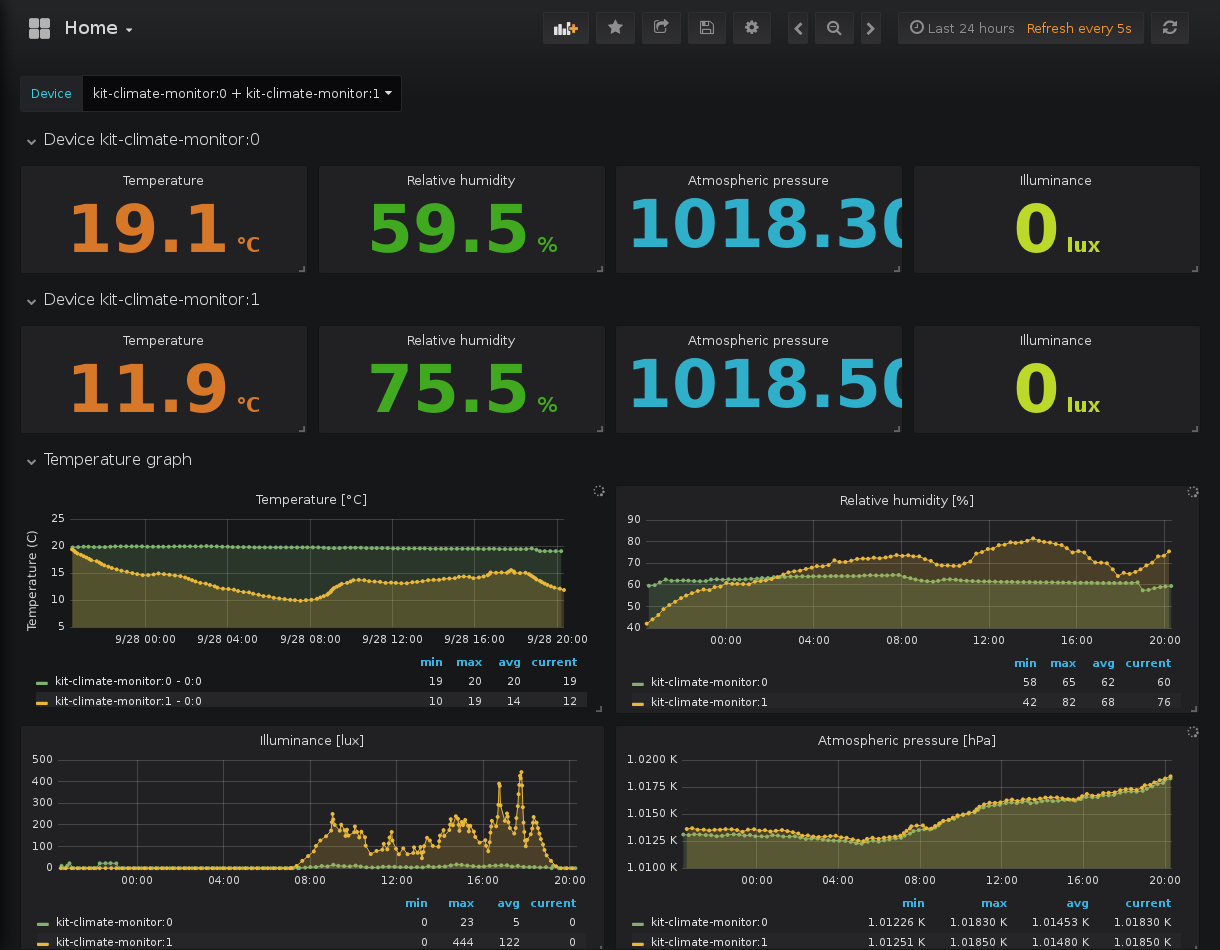 Home
Last 24 hours Refresh every 5s
Device kit-climate-monitor:0 + kit-climate-monitor:1
Device kit-climate-monitor:0
Temperature Relative humidity Atmospheric pressure Illuminance
19.1 °C 59.5 % 1018.30 0 lux
Device kit-climate-monitor:1
Temperature Relative humidity Atmospheric pressure Illuminance
11.9 °C 75.5 % 1018.50 0 lux
Temperature graph
Temperature [°C]
Temperature (C)
25
20
15
10
5
9/28 00:00 9/28 04:00 9/28 08:00 9/28 12:00 9/28 16:00 9/28 20:00
min max avg current
kit-climate-monitor:0 - 0:0 19 20 20 19
kit-climate-monitor:1 - 0:0 10 19 14 12
Relative humidity [%]
90
80
70
60
50
40
00:00 04:00 08:00 12:00 16:00 20:00
min max avg current
kit-climate-monitor:0 58 65 62 60
kit-climate-monitor:1 42 82 68 76
Illuminance [lux]
500
400
300
200
100
0
00:00 04:00 08:00 12:00 16:00 20:00
min max avg current
kit-climate-monitor:0 0 23 5 0
kit-climate-monitor:1 0 444 122 0
Atmospheric pressure [hPa]
1.0200 K
1.0175 K
1.0150 K
1.0125 K
1.0100 K
00:00 04:00 08:00 12:00 16:00 20:00
min max avg current
kit-climate-monitor:0 1.01226 K 1.01830 K 1.01453 K 1.01830 K
kit-climate-monitor:1 1.01251 K 1.01850 K 1.01480 K 1.01850 K